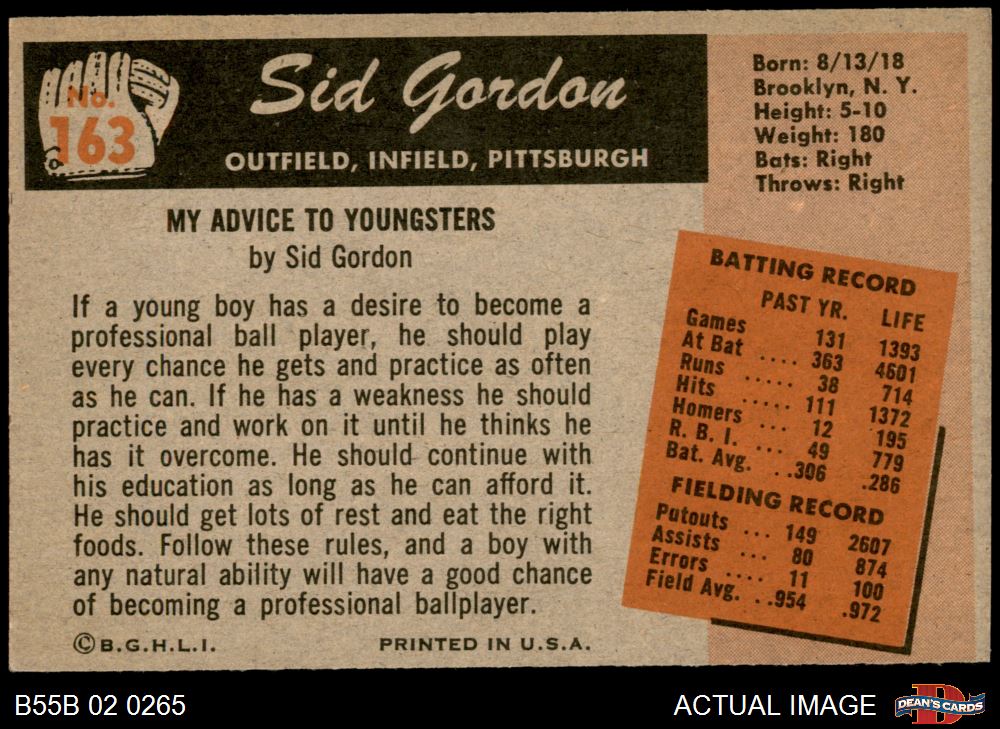 No.
163
Sid Gordon
OUTFIELD, INFIELD, PITTSBURGH
Born: 8/13/18
Brooklyn, N. Y.
Height: 5-10
Weight: 180
Bats: Right
Throws: Right
MY ADVICE TO YOUNGSTERS
by Sid Gordon
If a young boy has a desire to become a
professional ball player, he should play
every chance he gets and practice as often
as he can. If he has a weakness he should
practice and work on it until he thinks he
has it overcome. He should continue with
his education as long as he can afford it.
He should get lots of rest and eat the right
foods. Follow these rules, and a boy with
any natural ability will have a good chance
of becoming a professional ballplayer.
©B.G.H.L.I. PRINTED IN U.S.A.
BATTING RECORD
PAST YR. LIFE
Games 131 1393
At Bat .... 363 4601
Runs ..... 38 714
Hits ..... 111 1372
Homers ... 12 195
R. B. I. .. 49 779
Bat. Avg. ..306 .286
FIELDING RECORD
Putouts ... 149 2607
Assists ... 80 874
Errors .... 11 100
Field Avg. ..954 .972
B55B 02 0265 ACTUAL IMAGE
D
DEAN'S CARDS